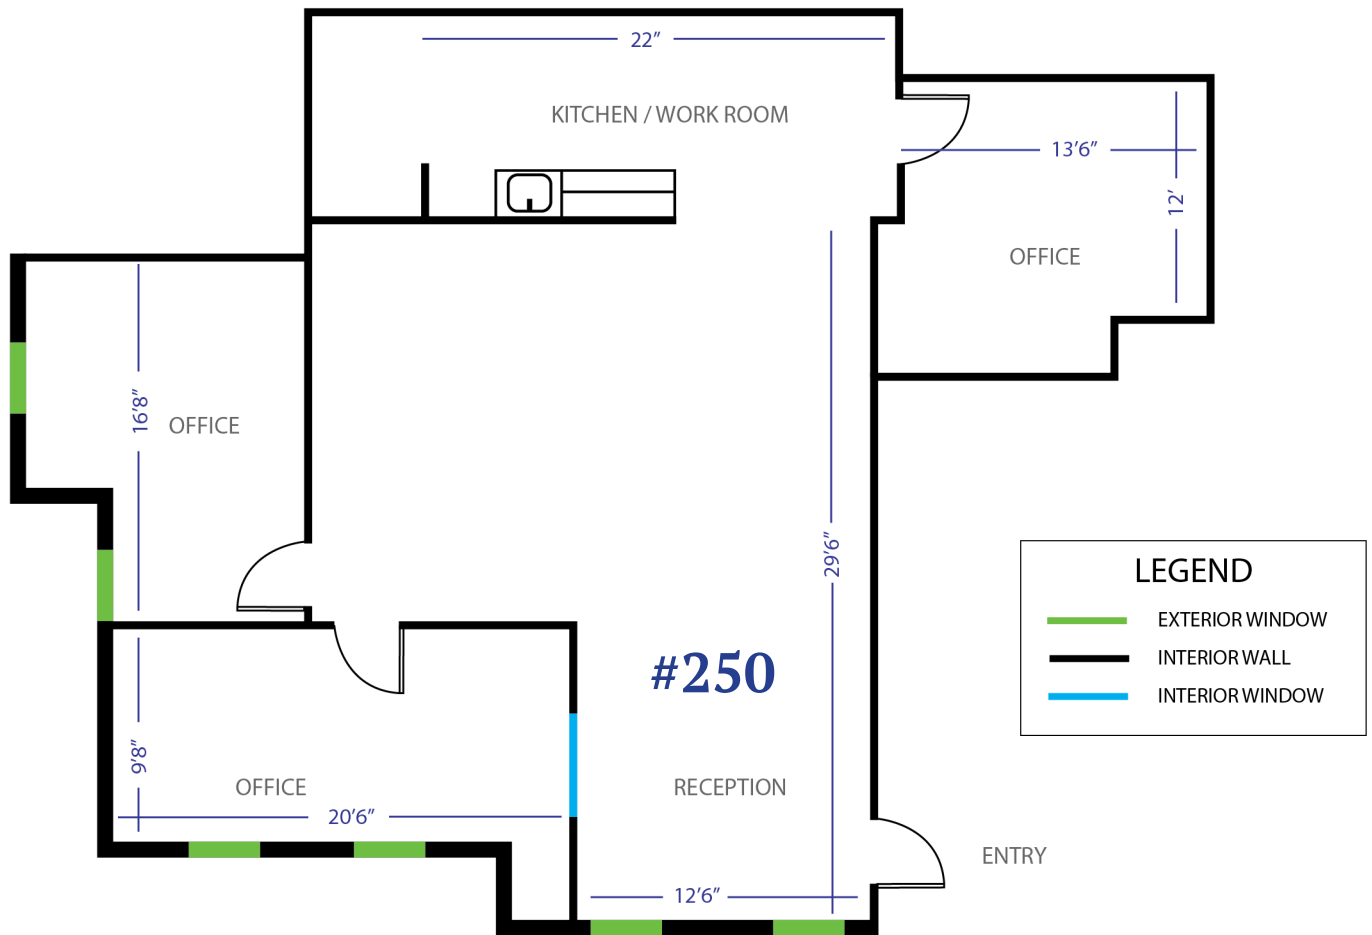 22”
KITCHEN / WORK ROOM
13’6”
12’
OFFICE
16’8”
OFFICE
29’6”
LEGEND
EXTERIOR WINDOW
INTERIOR WALL
INTERIOR WINDOW
#250
9’8”
OFFICE
RECEPTION
20’6”
ENTRY
12’6”